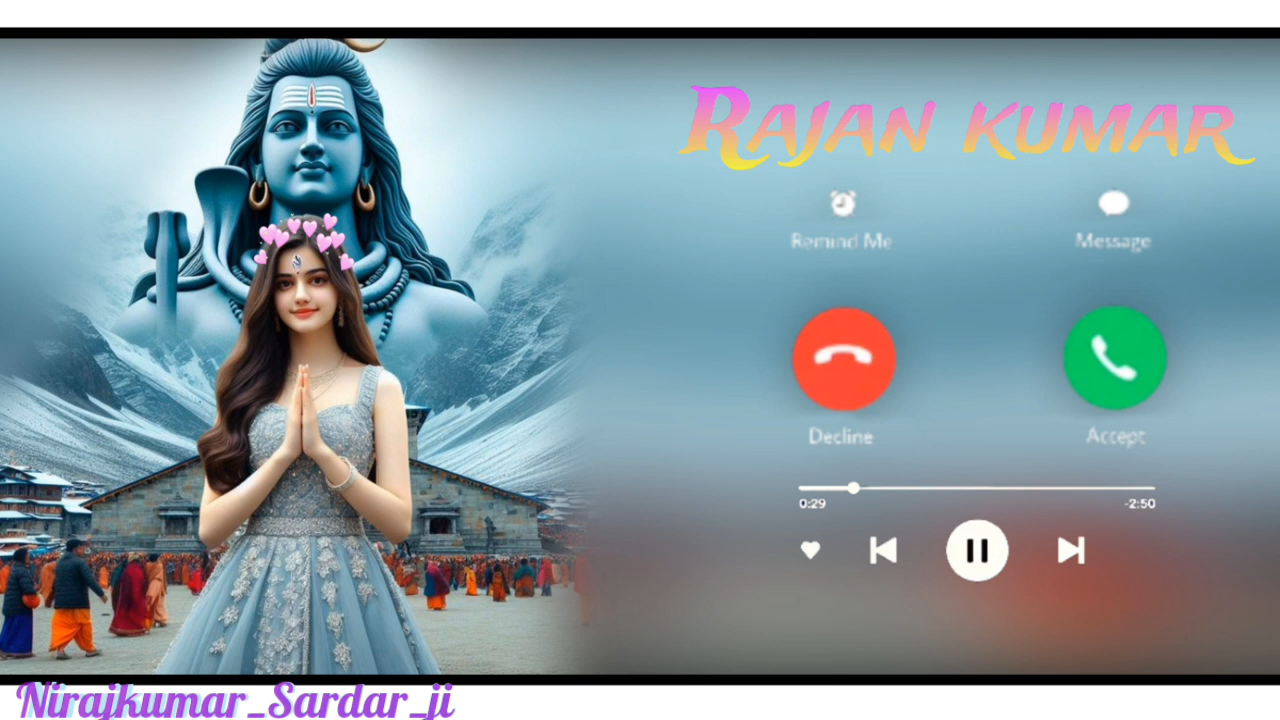 RAJAN KUMAR
Remind Me Message
Decline Accept
0:29 -2:50
Nirajkumar_Sardar_ji